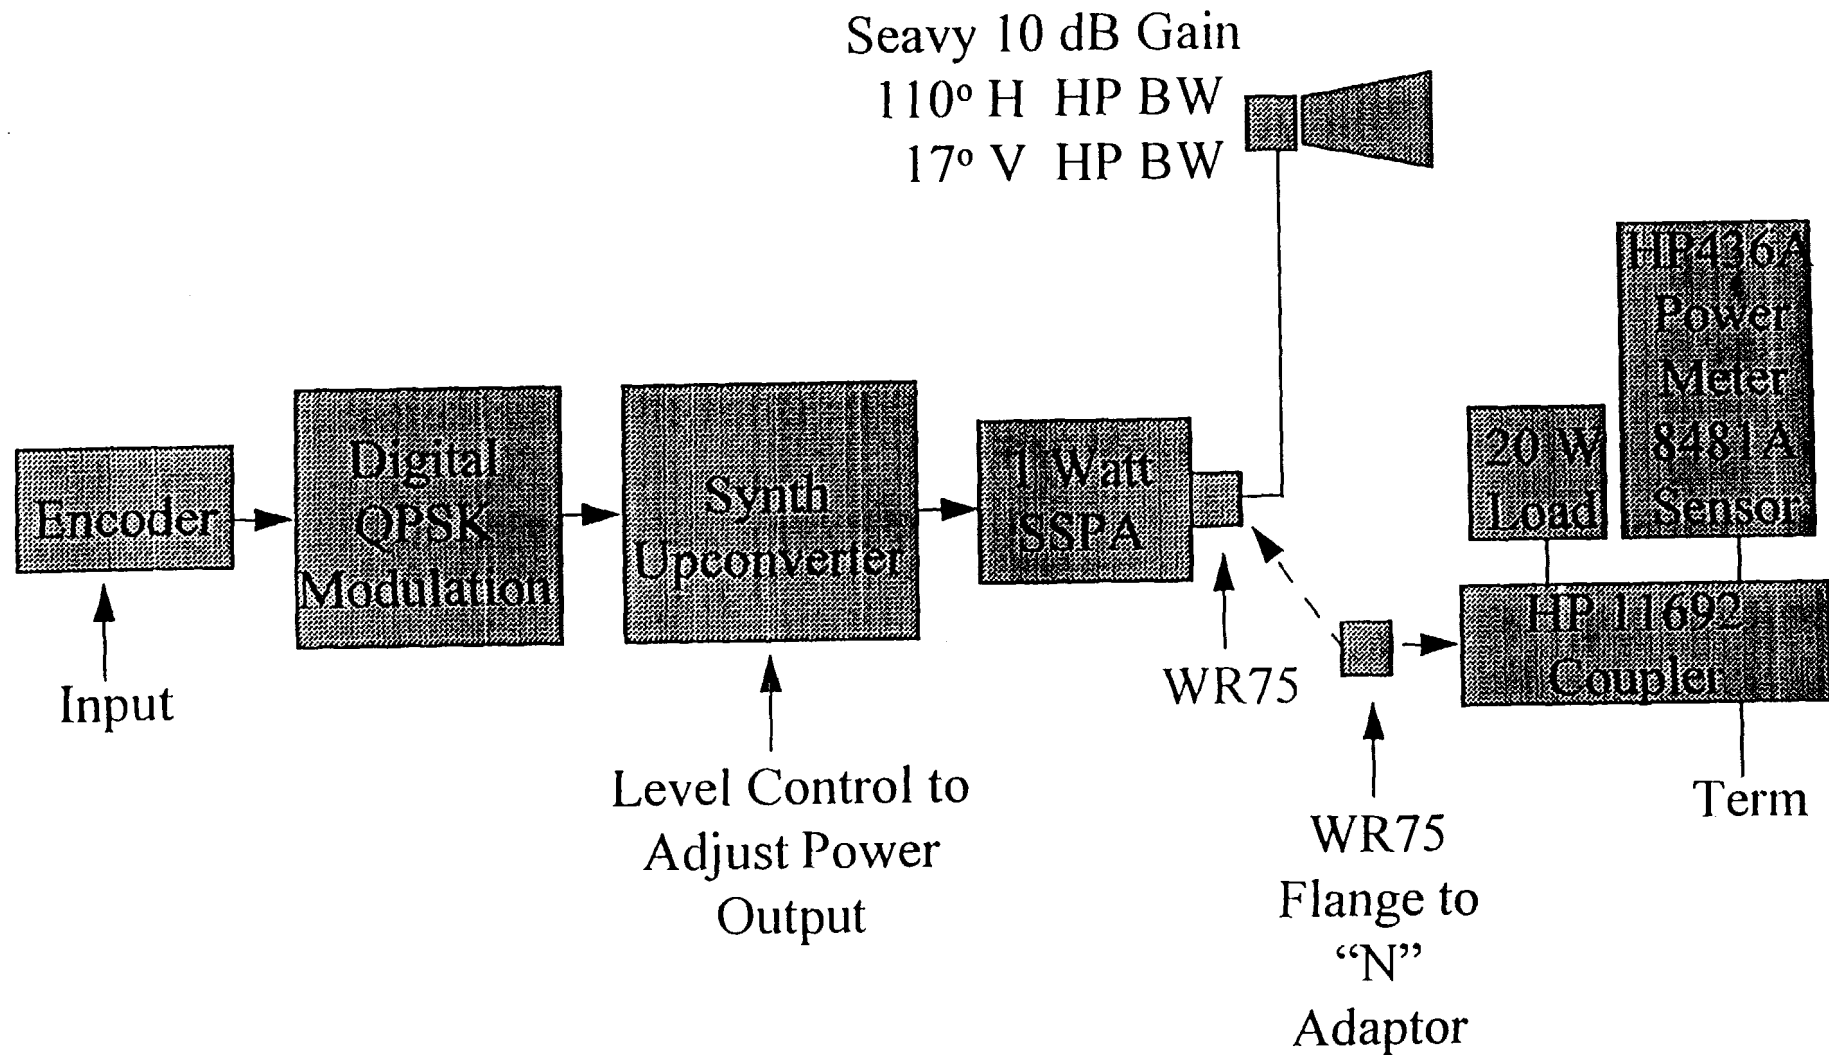 Seavy 10 dB Gain
110º H HP BW
17º V HP BW
HP436A
Power
Meter
8481A
Sensor
20 W
Load
1 Watt
SSPA
Synth
Upconverter
Digital
QPSK
Modulation
Encoder
HP 11692
Coupler
Input
WR75
Level Control to
Adjust Power
Output
WR75
Flange to
“N”
Adaptor
Term